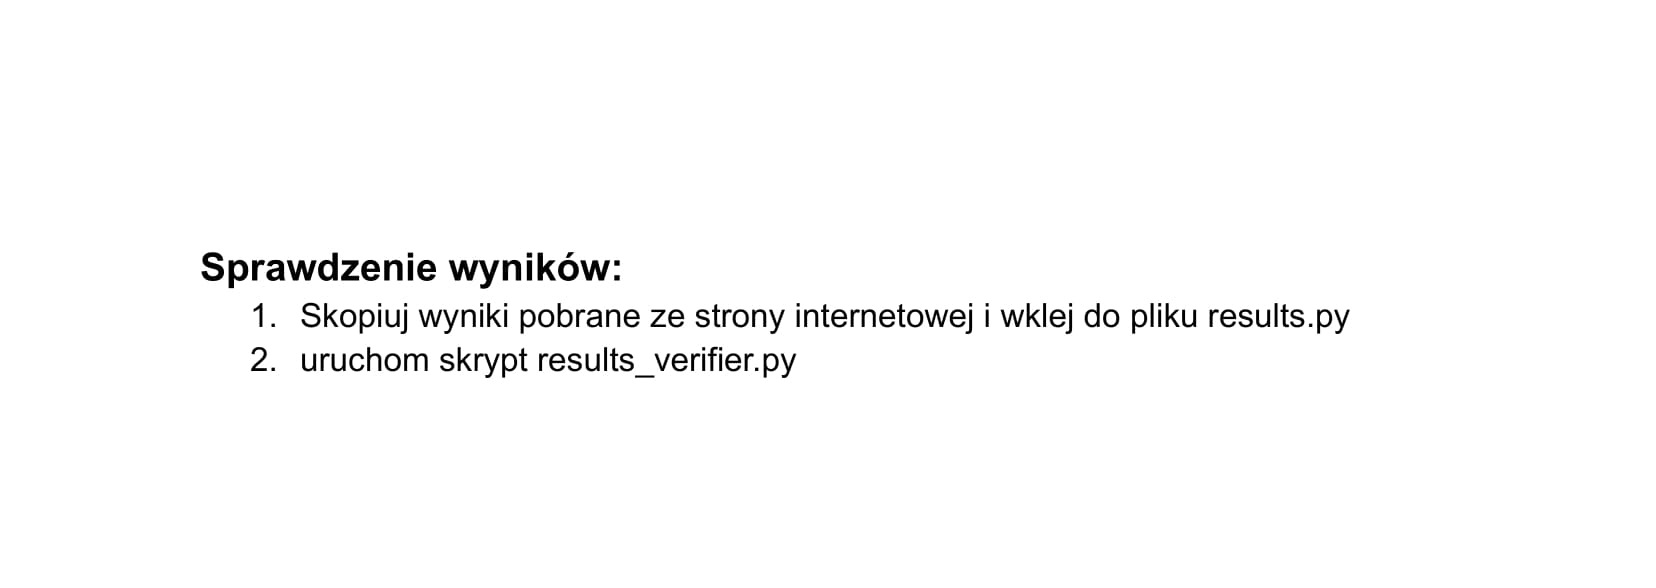 Sprawdzenie wyników:
1. Skopiuj wyniki pobrane ze strony internetowej i wklej do pliku results.py
2. uruchom skrypt results_verifier.py